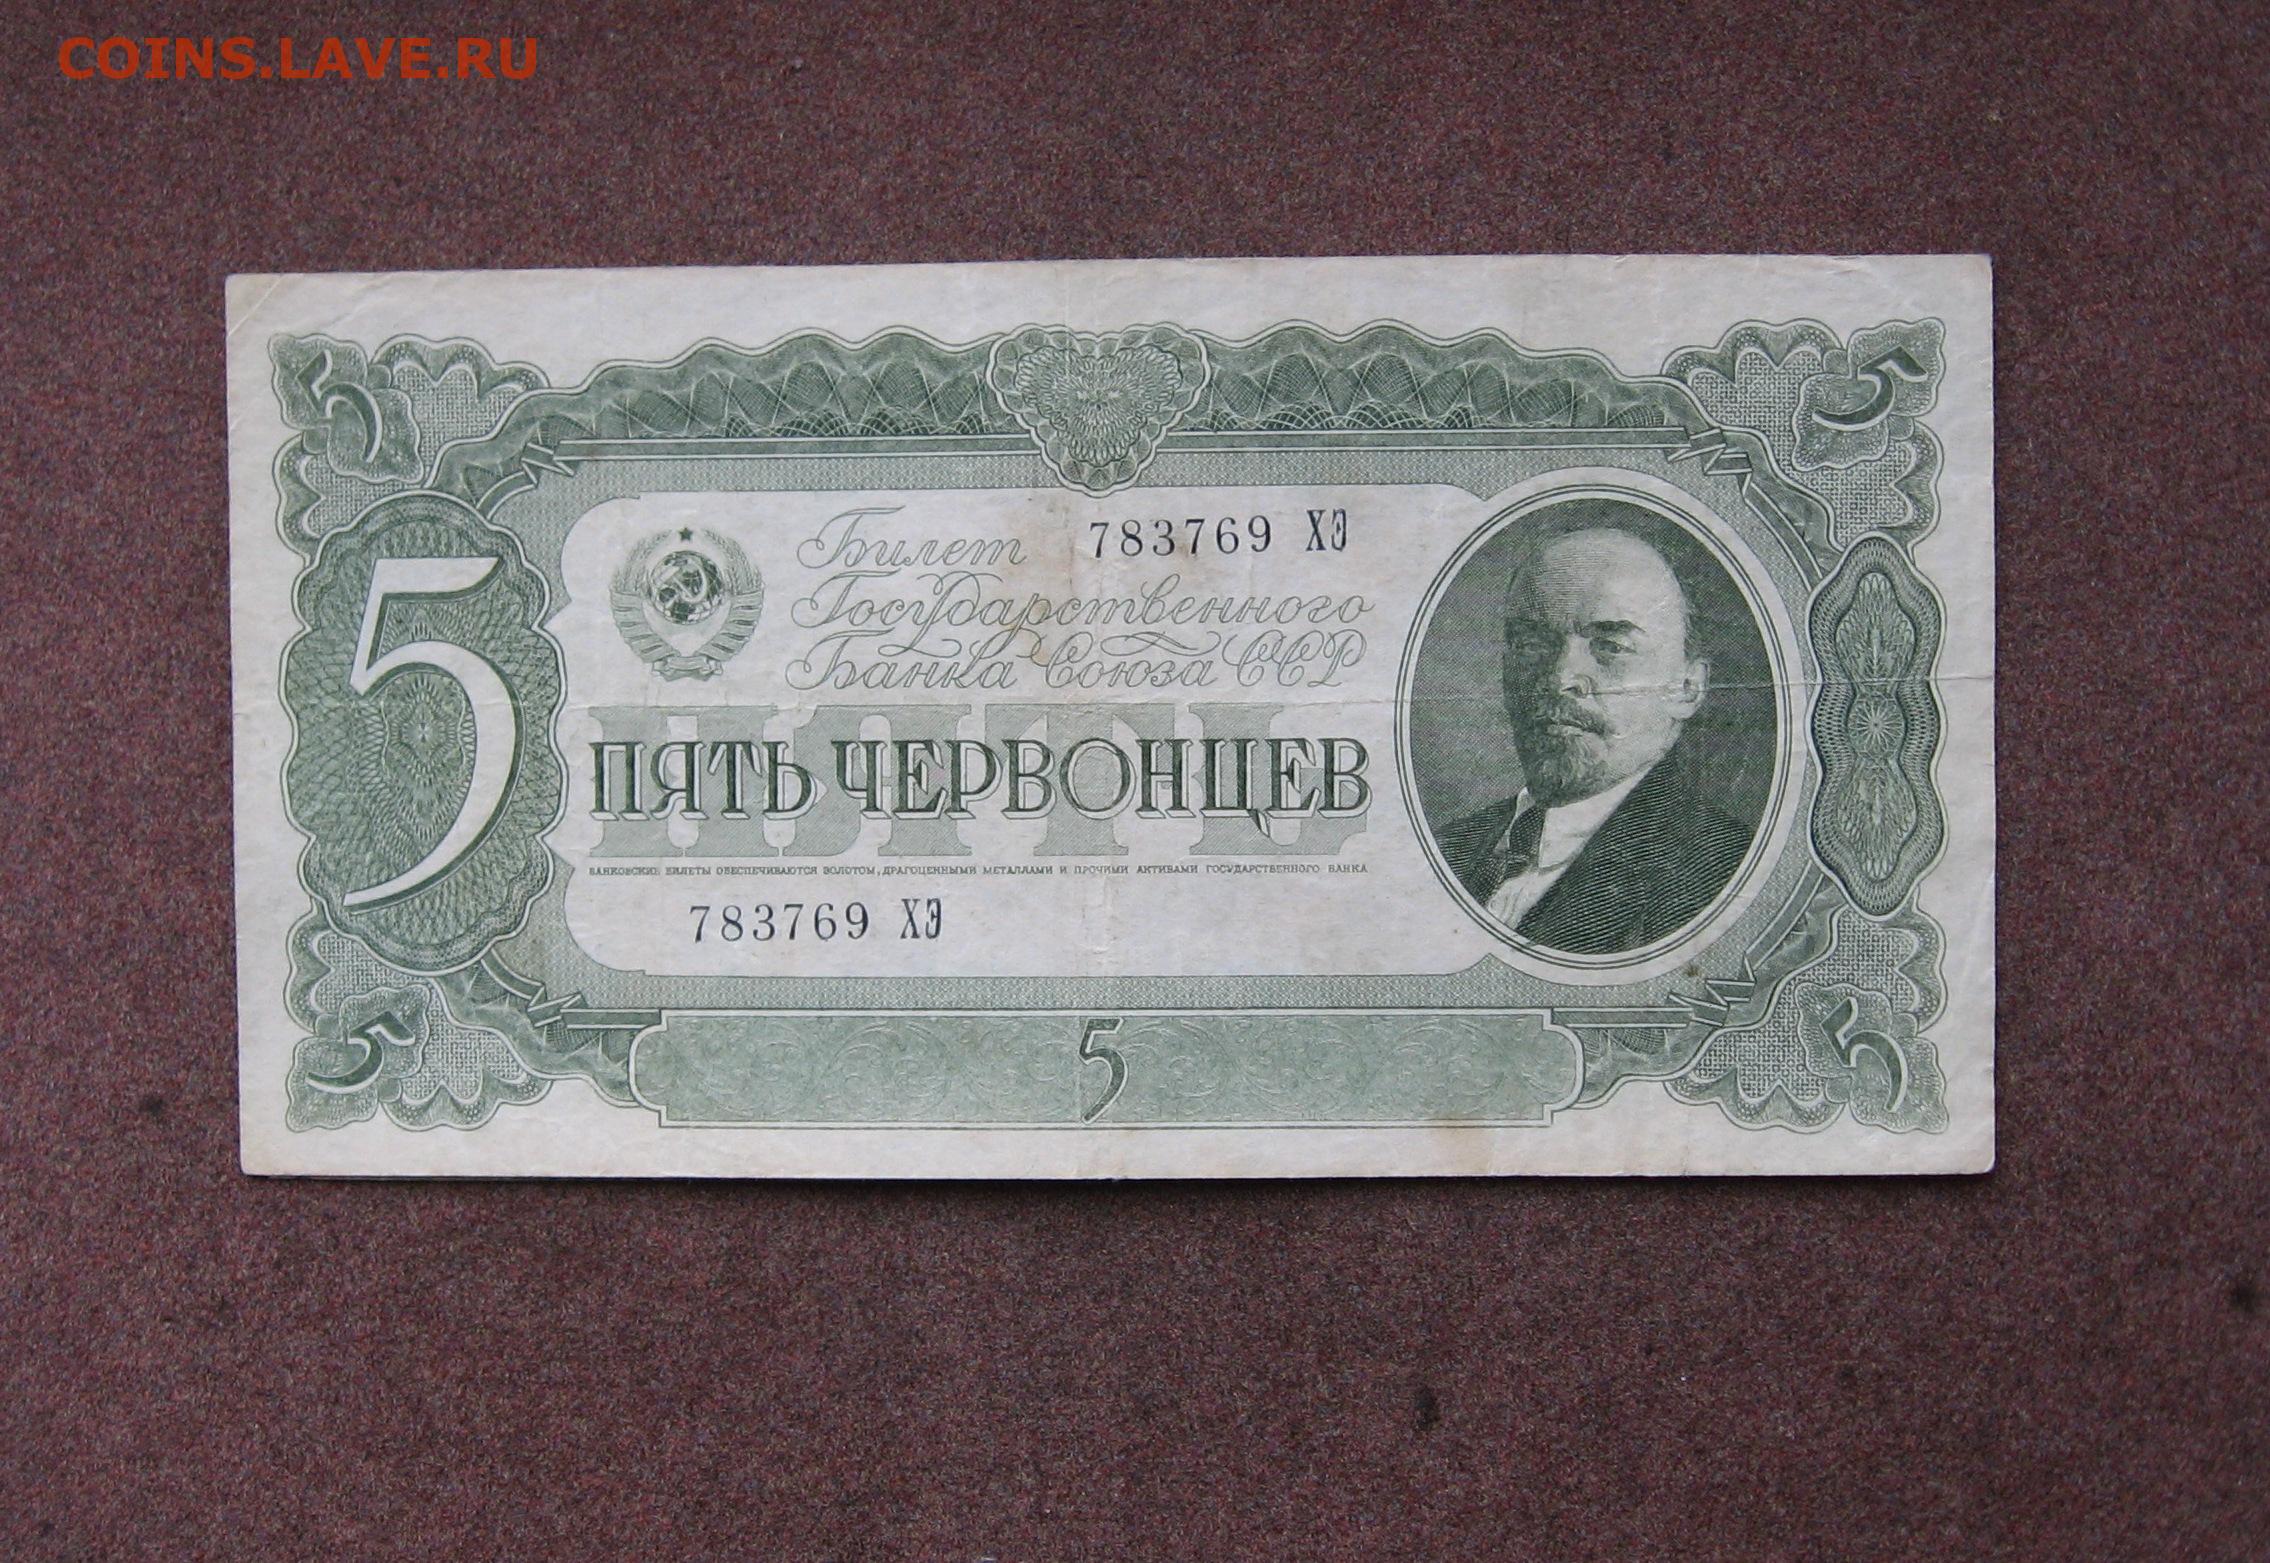 COINS.LAVE.RU
5
5
Билет 783769 ХЭ
Государственного
Банка Союза ССР
5
ПЯТЬ
ПЯТЬ ЧЕРВОНЦЕВ
БАНКОВСКИЕ БИЛЕТЫ ОБЕСПЕЧИВАЮТСЯ ЗОЛОТОМ, ДРАГОЦЕННЫМИ МЕТАЛЛАМИ И ПРОЧИМИ АКТИВАМИ ГОСУДАРСТВЕННОГО БАНКА
783769 ХЭ
5
5
5